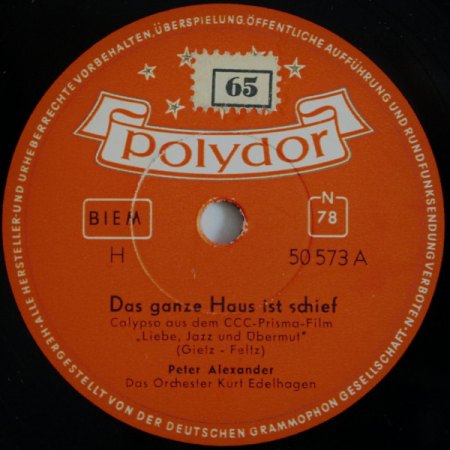 65
polydor
BIEM
N
78
H
50 573 A
Das ganze Haus ist schief
Calypso aus dem CCC-Prisma-Film
„Liebe, Jazz und Übermut"
(Gietz - Feltz)
Peter Alexander
Das Orchester Kurt Edelhagen
ALLE HERSTELLER-UND URHEBERRECHTE VORBEHALTEN. ÜBERSPIELUNG, ÖFFENTLICHE AUFFÜHRUNG UND RUNDFUNKSENDUNG VERBOTEN.
HERGESTELLT VON DER DEUTSCHEN GRAMMOPHON GESELLSCHAFT